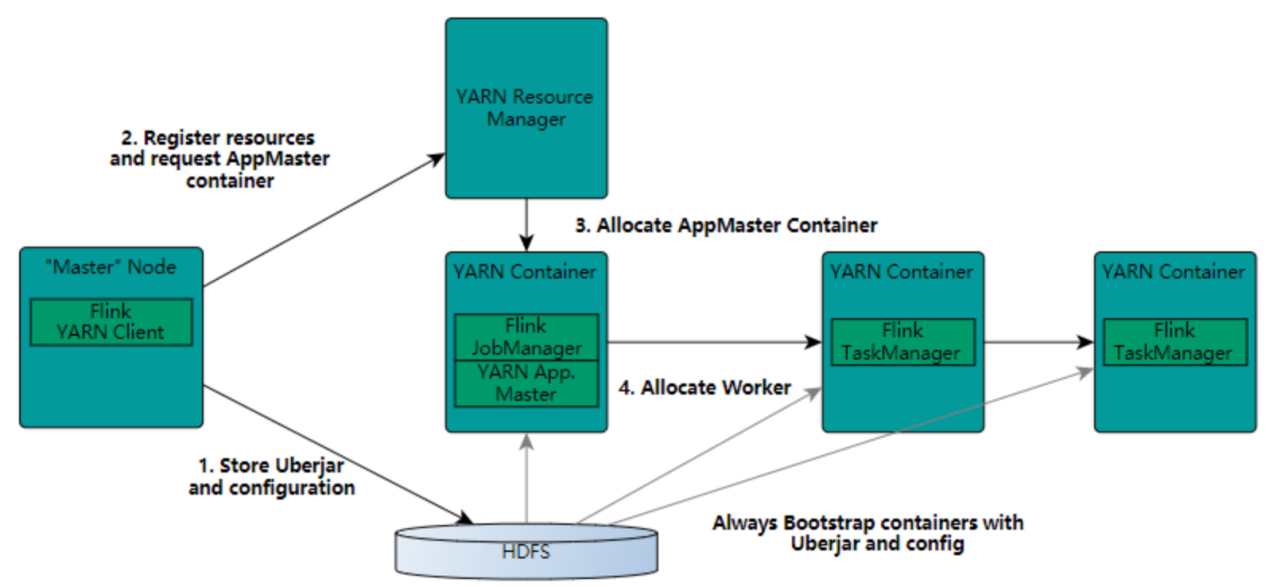 YARN Resource
Manager
2. Register resources
and request AppMaster
container
3. Allocate AppMaster Container
"Master" Node
Flink
YARN Client
YARN Container
Flink
JobManager
YARN App.
Master
4. Allocate Worker
YARN Container
Flink
TaskManager
YARN Container
Flink
TaskManager
1. Store Uberjar
and configuration
HDFS
Always Bootstrap containers with
Uberjar and config